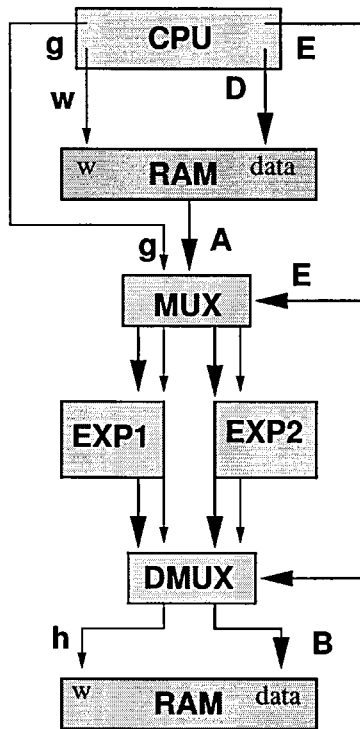 g CPU E
w D
w RAM data
g A
MUX E
EXP1 EXP2
DMUX
h B
w RAM data